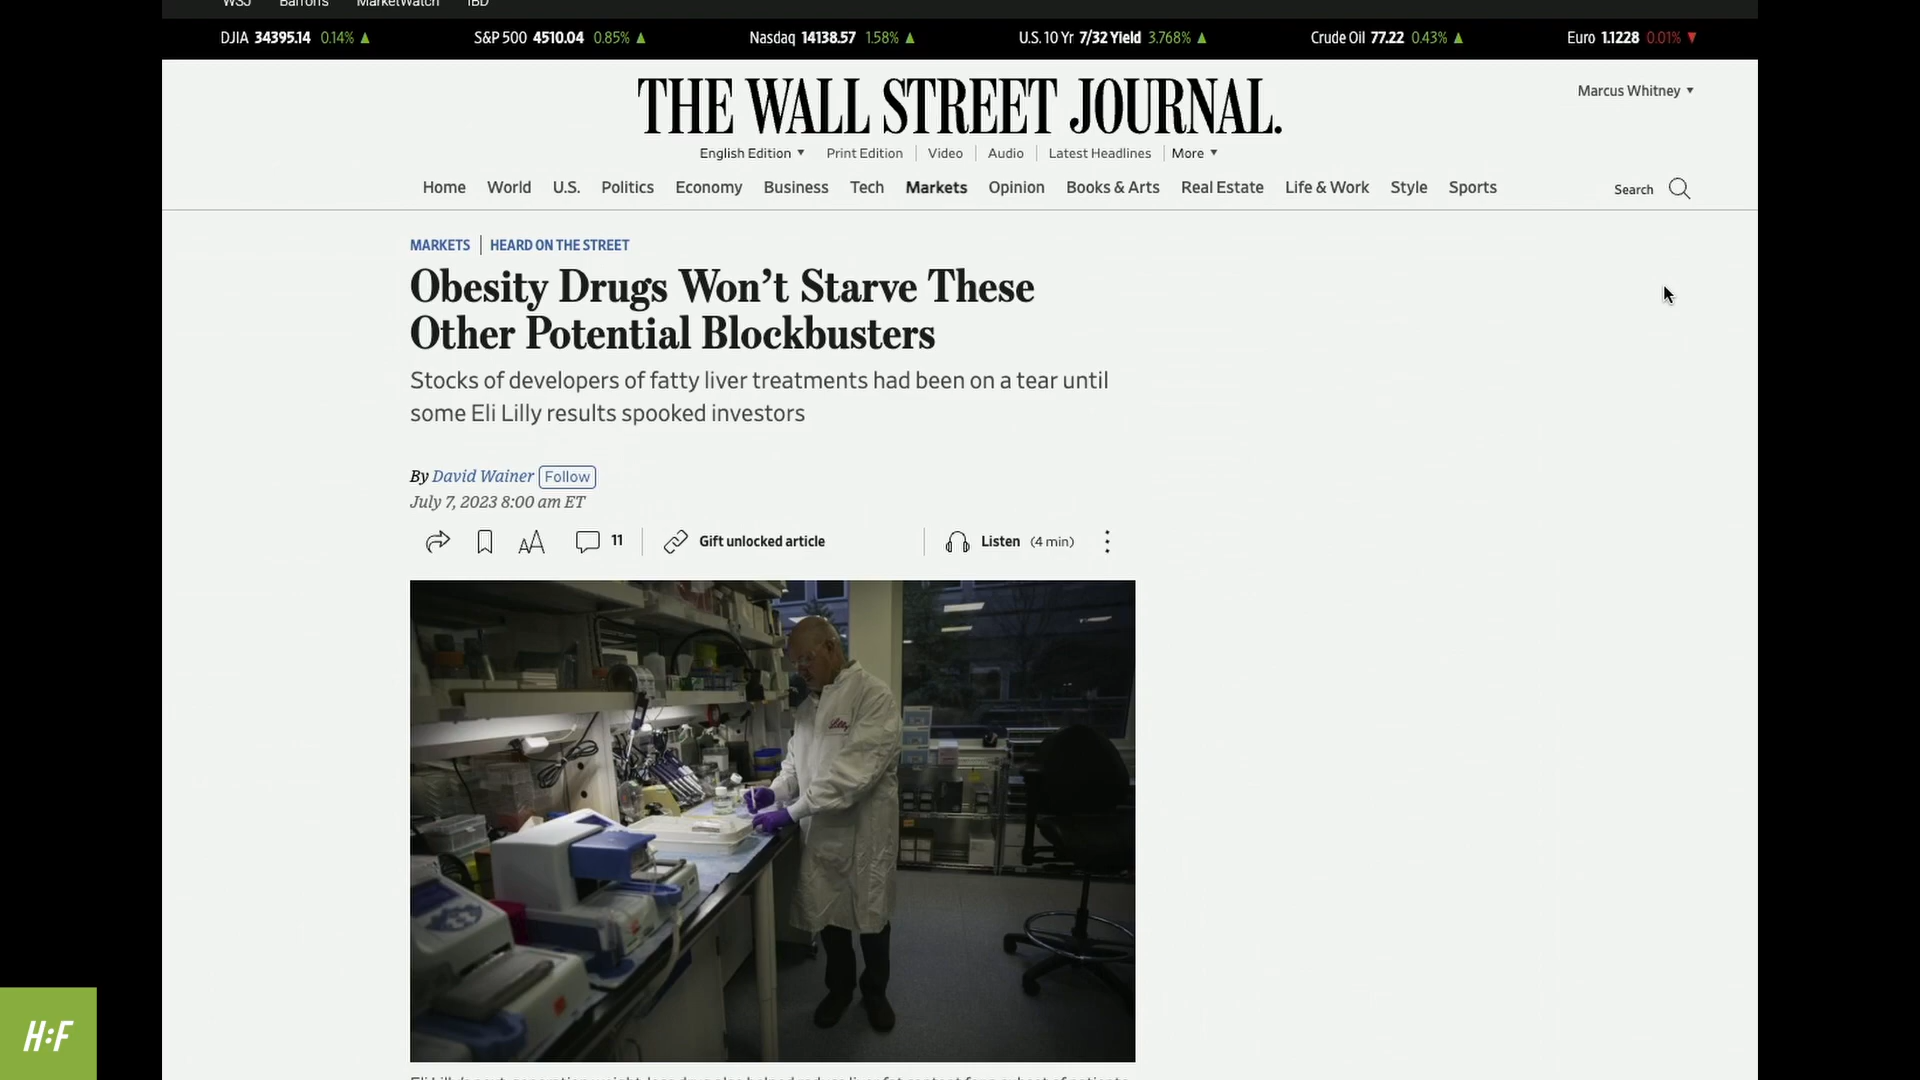 WSJ Barron's MarketWatch IBD
DJIA 34395.14 0.14% ▲ S&P 500 4510.04 0.85% ▲ Nasdaq 14138.57 1.58% ▲ U.S. 10 Yr 7/32 Yield 3.768% ▲ Crude Oil 77.22 0.43% ▲ Euro 1.1228 0.01% ▼
THE WALL STREET JOURNAL.
Marcus Whitney ▼
English Edition ▼ Print Edition Video Audio Latest Headlines More ▼
Home World U.S. Politics Economy Business Tech Markets Opinion Books & Arts Real Estate Life & Work Style Sports Search
MARKETS HEARD ON THE STREET
Obesity Drugs Won't Starve These
Other Potential Blockbusters
Stocks of developers of fatty liver treatments had been on a tear until
some Eli Lilly results spooked investors
By David Wainer Follow
July 7, 2023 8:00 am ET
AA 11 Gift unlocked article Listen (4 min)
Lilly
H:F